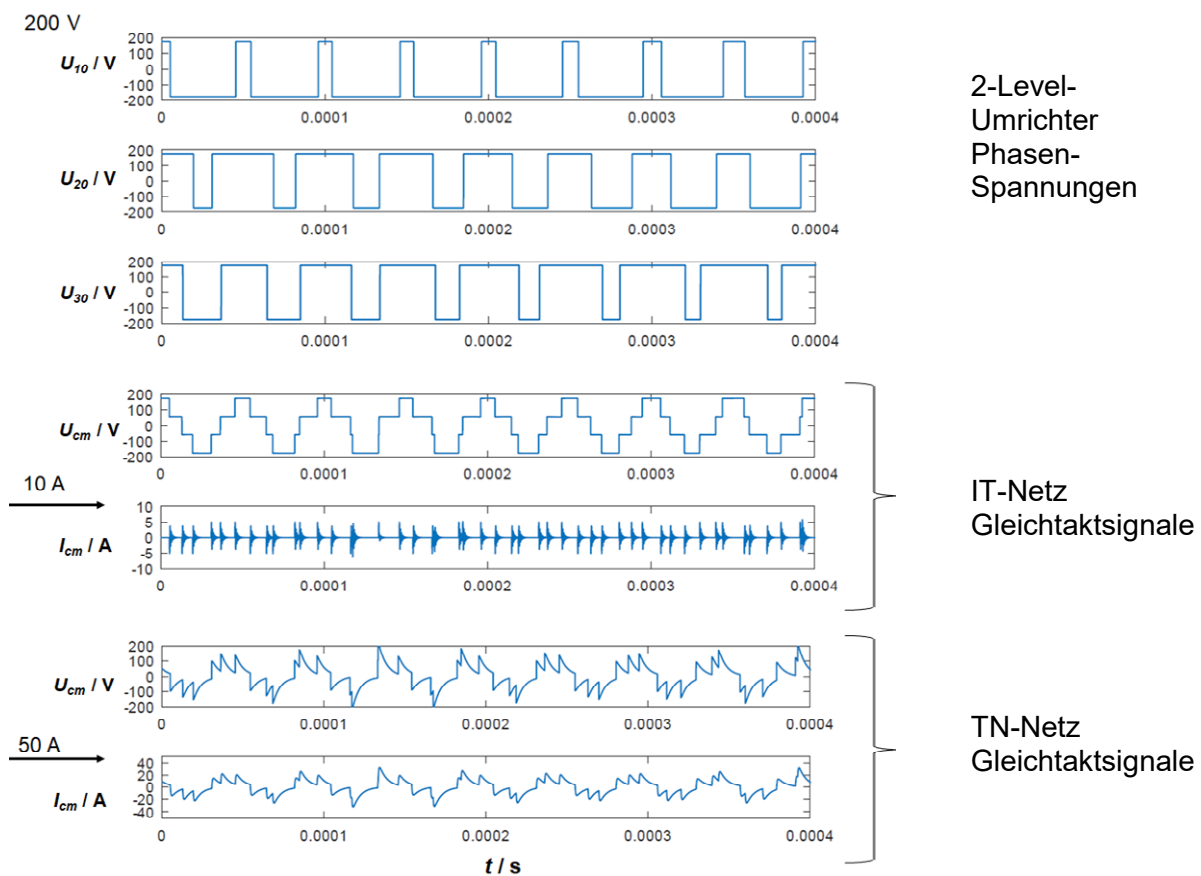 200 V
200
100
0
-100
-200
U10 / V
0 0.0001 0.0002 0.0003 0.0004
2-Level-
Umrichter
Phasen-
Spannungen
200
100
0
-100
-200
U20 / V
0 0.0001 0.0002 0.0003 0.0004
200
100
0
-100
-200
U30 / V
0 0.0001 0.0002 0.0003 0.0004
200
100
0
-100
-200
Ucm / V
0 0.0001 0.0002 0.0003 0.0004
10 A
10
5
0
-5
-10
Icm / A
0 0.0001 0.0002 0.0003 0.0004
IT-Netz
Gleichtaktsignale
200
100
0
-100
-200
Ucm / V
0 0.0001 0.0002 0.0003 0.0004
50 A
40
20
0
-20
-40
Icm / A
0 0.0001 0.0002 0.0003 0.0004
TN-Netz
Gleichtaktsignale
t / s